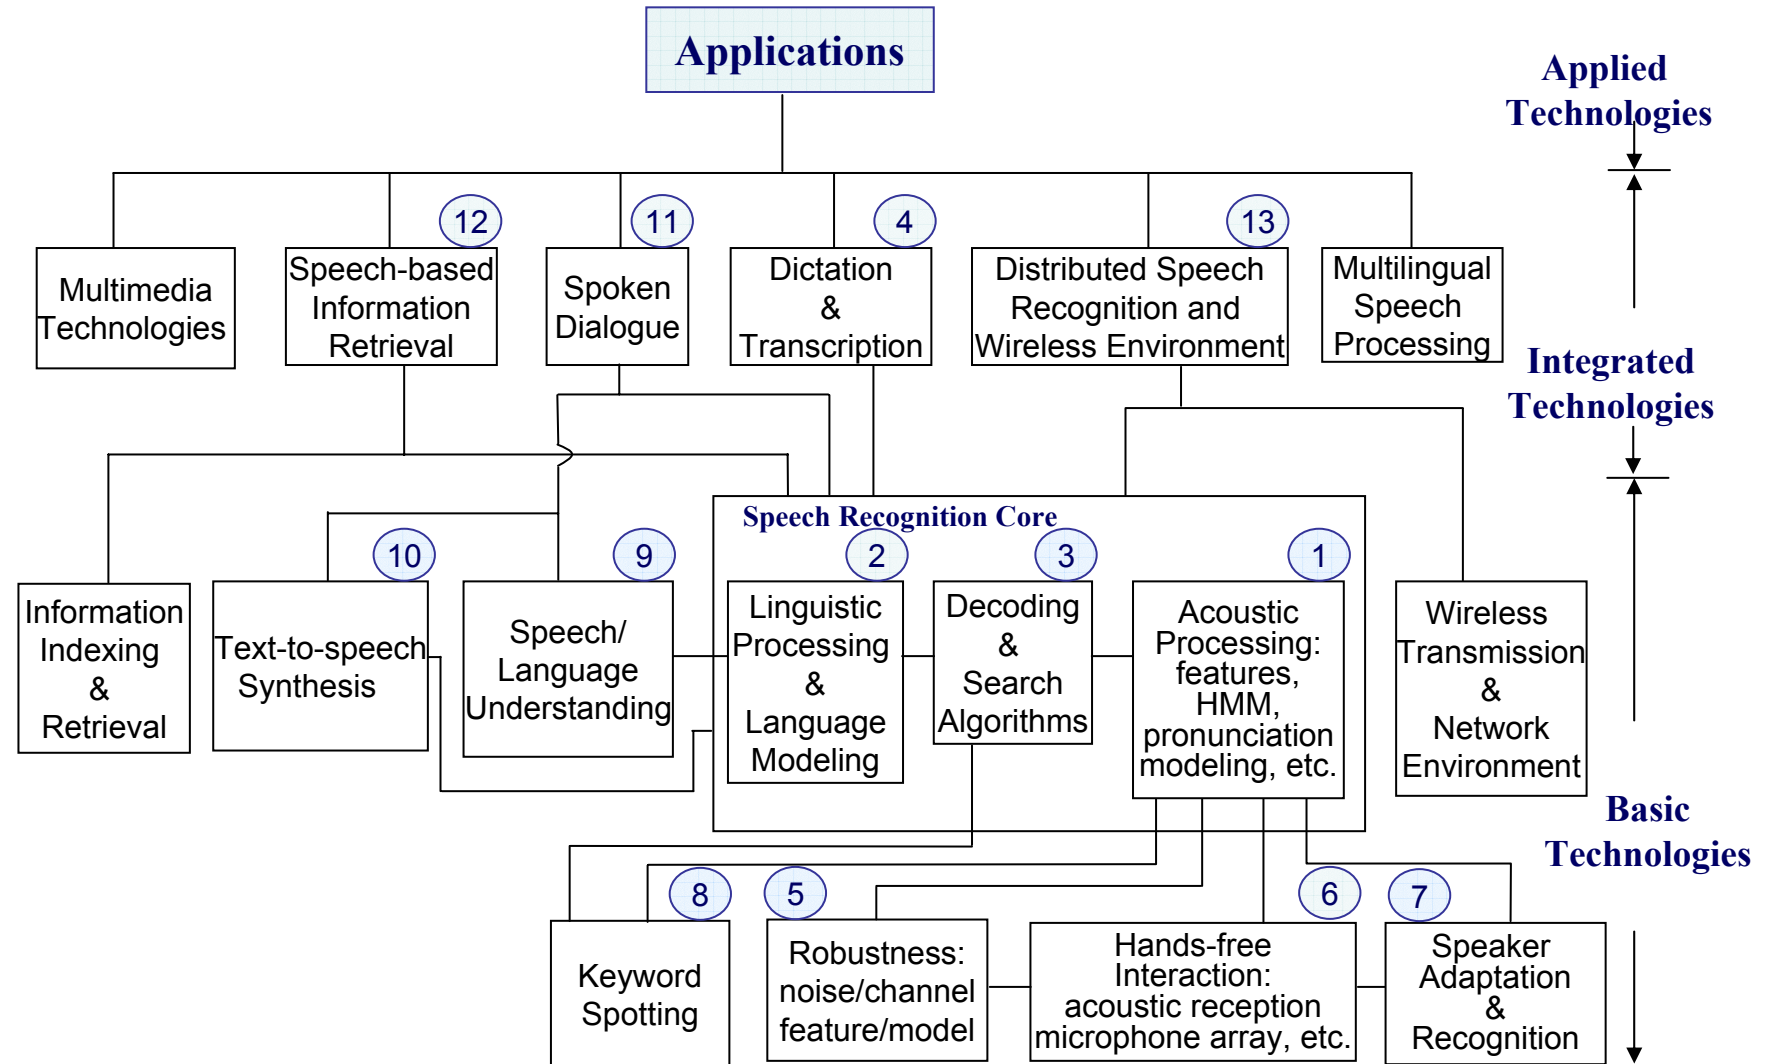 Applications
Applied
Technologies
12
11
4
13
Multimedia
Technologies
Speech-based
Information
Retrieval
Spoken
Dialogue
Dictation
&
Transcription
Distributed Speech
Recognition and
Wireless Environment
Multilingual
Speech
Processing
Integrated
Technologies
Speech Recognition Core
10
9
2
3
1
Information
Indexing
&
Retrieval
Text-to-speech
Synthesis
Speech/
Language
Understanding
Linguistic
Processing
&
Language
Modeling
Decoding
&
Search
Algorithms
Acoustic
Processing:
features,
HMM,
pronunciation
modeling, etc.
Wireless
Transmission
&
Network
Environment
Basic
Technologies
8
5
6
7
Keyword
Spotting
Robustness:
noise/channel
feature/model
Hands-free
Interaction:
acoustic reception
microphone array, etc.
Speaker
Adaptation
&
Recognition